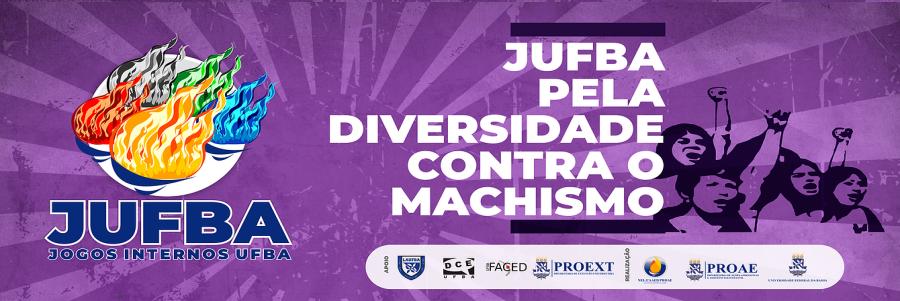 JUFBA
JOGOS INTERNOS UFBA
JUFBA
PELA
DIVERSIDADE
CONTRA O
MACHISMO
APOIO
LAUFBA
DCE
UFBA
FACED
PROEXT
REALIZAÇÃO
PROAE
UNIVERSIDADE FEDERAL DA BAHIA